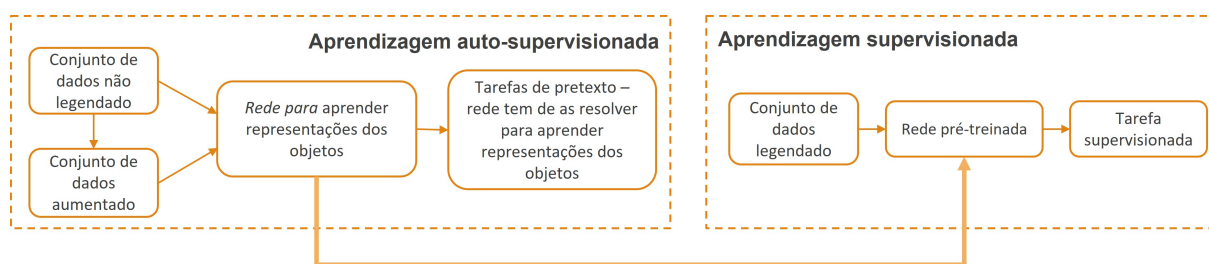 Aprendizagem auto-supervisionada
Conjunto de
dados não
legendado
Conjunto de
dados
aumentado
Rede para aprender
representações dos
objetos
Tarefas de pretexto –
rede tem de as resolver
para aprender
representações dos
objetos
Aprendizagem supervisionada
Conjunto de
dados
legendado
Rede pré-treinada
Tarefa
supervisionada